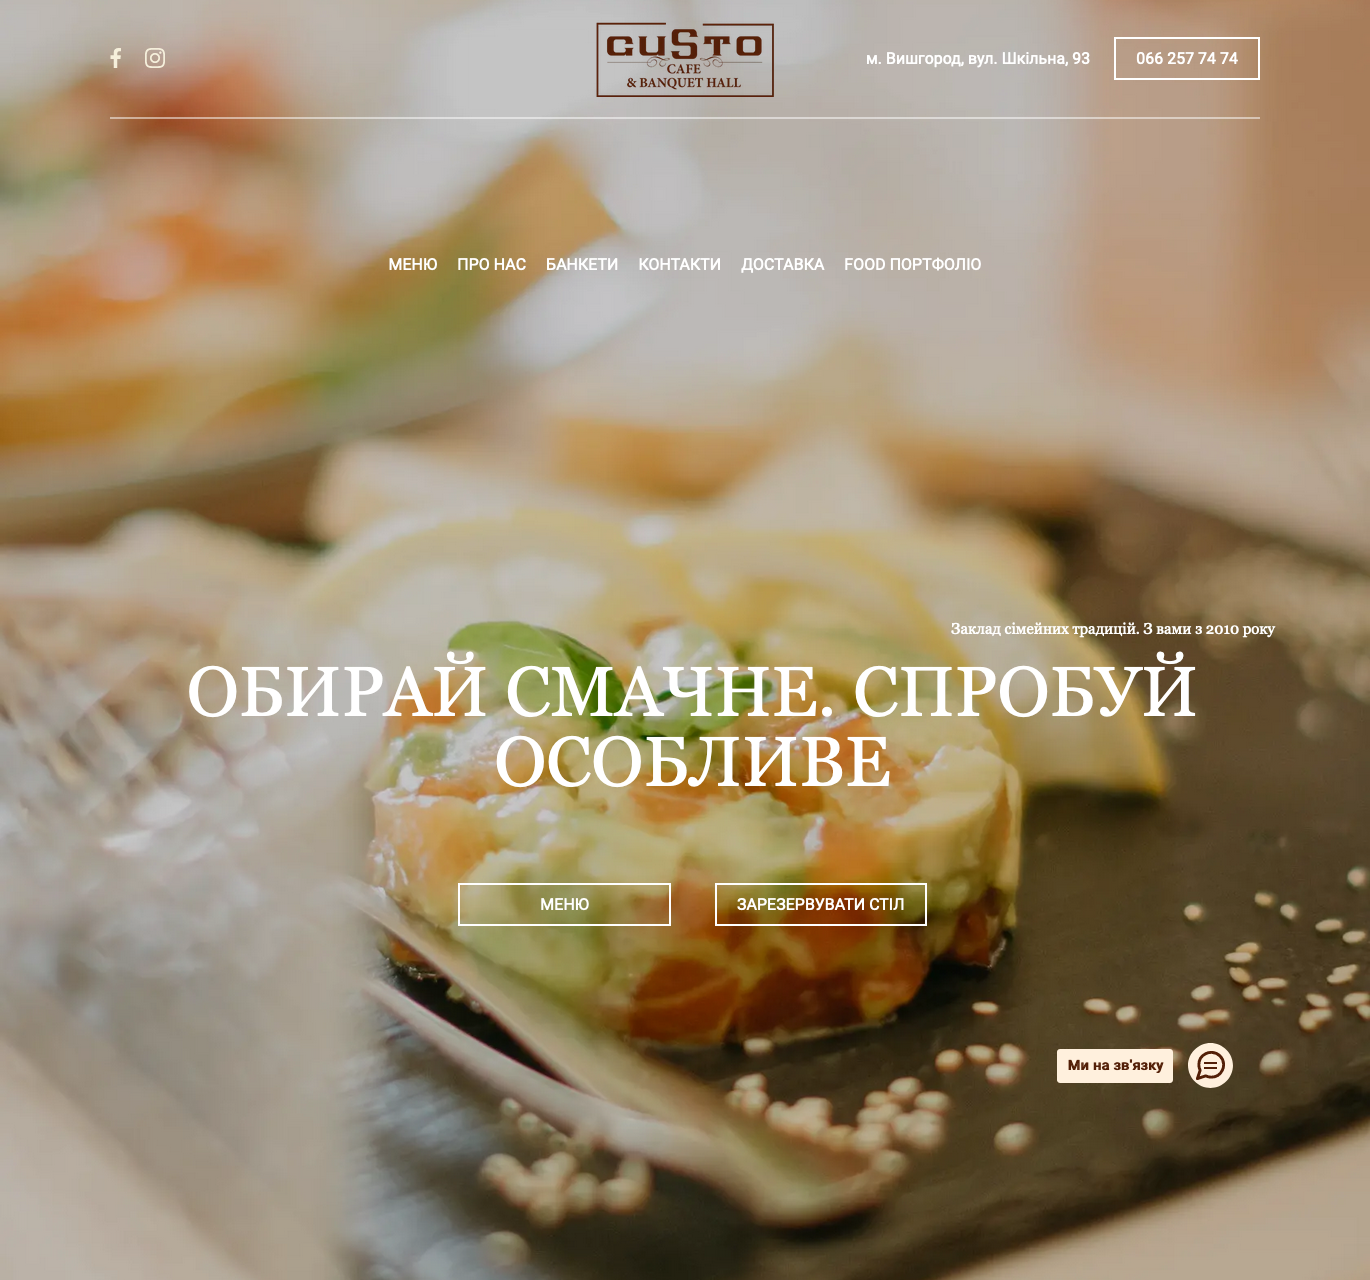 GUSTO
CAFE
& BANQUET HALL
м. Вишгород, вул. Шкільна, 93
066 257 74 74
МЕНЮ ПРО НАС БАНКЕТИ КОНТАКТИ ДОСТАВКА FOOD ПОРТФОЛІО
Заклад сімейних традицій. З вами з 2010 року
ОБИРАЙ СМАЧНЕ. СПРОБУЙ
ОСОБЛИВЕ
МЕНЮ
ЗАРЕЗЕРВУВАТИ СТІЛ
Ми на зв'язку